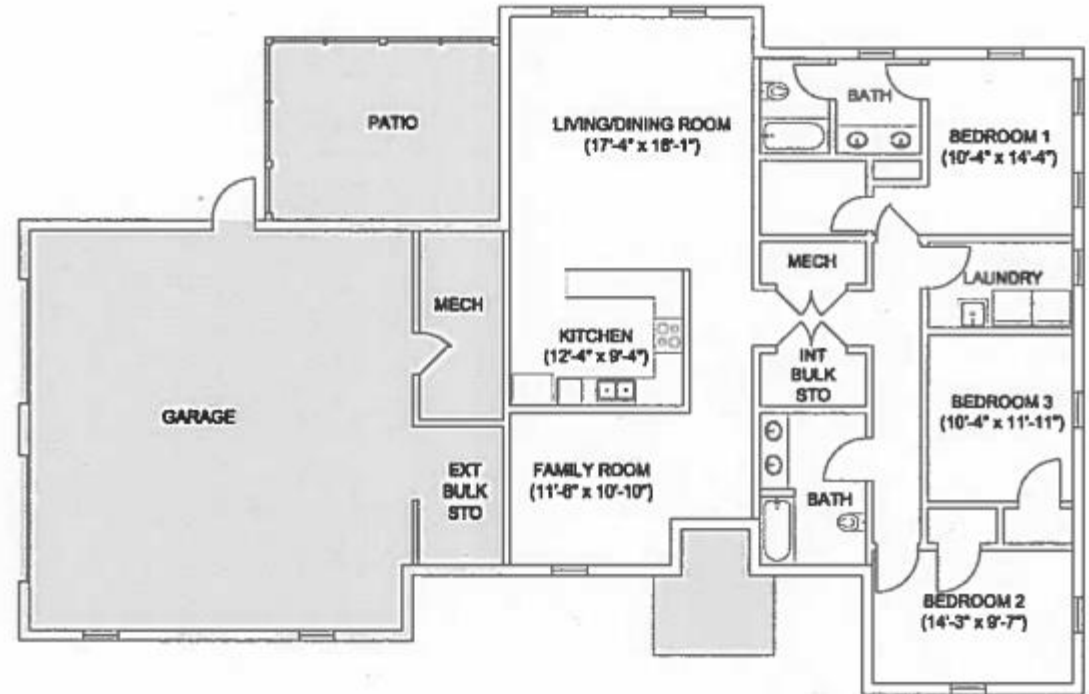 PATIO
LIVING/DINING ROOM
(17'-4" x 18'-1")
BATH
BEDROOM 1
(10'-4" x 14'-4")
MECH
LAUNDRY
MECH
KITCHEN
(12'-4" x 9'-4")
INT
BULK
STO
GARAGE
BEDROOM 3
(10'-4" x 11'-11")
EXT
BULK
STO
FAMILY ROOM
(11'-6" x 10'-10")
BATH
BEDROOM 2
(14'-3" x 9'-7")